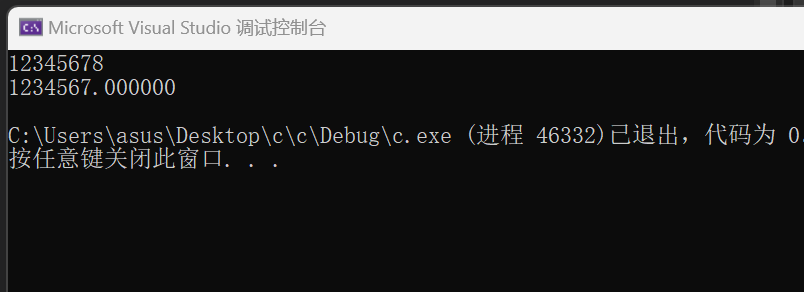 Microsoft Visual Studio 调试控制台
12345678
1234567.000000
C:\Users\asus\Desktop\c\c\Debug\c.exe (进程 46332)已退出，代码为 0.
按任意键关闭此窗口. . .